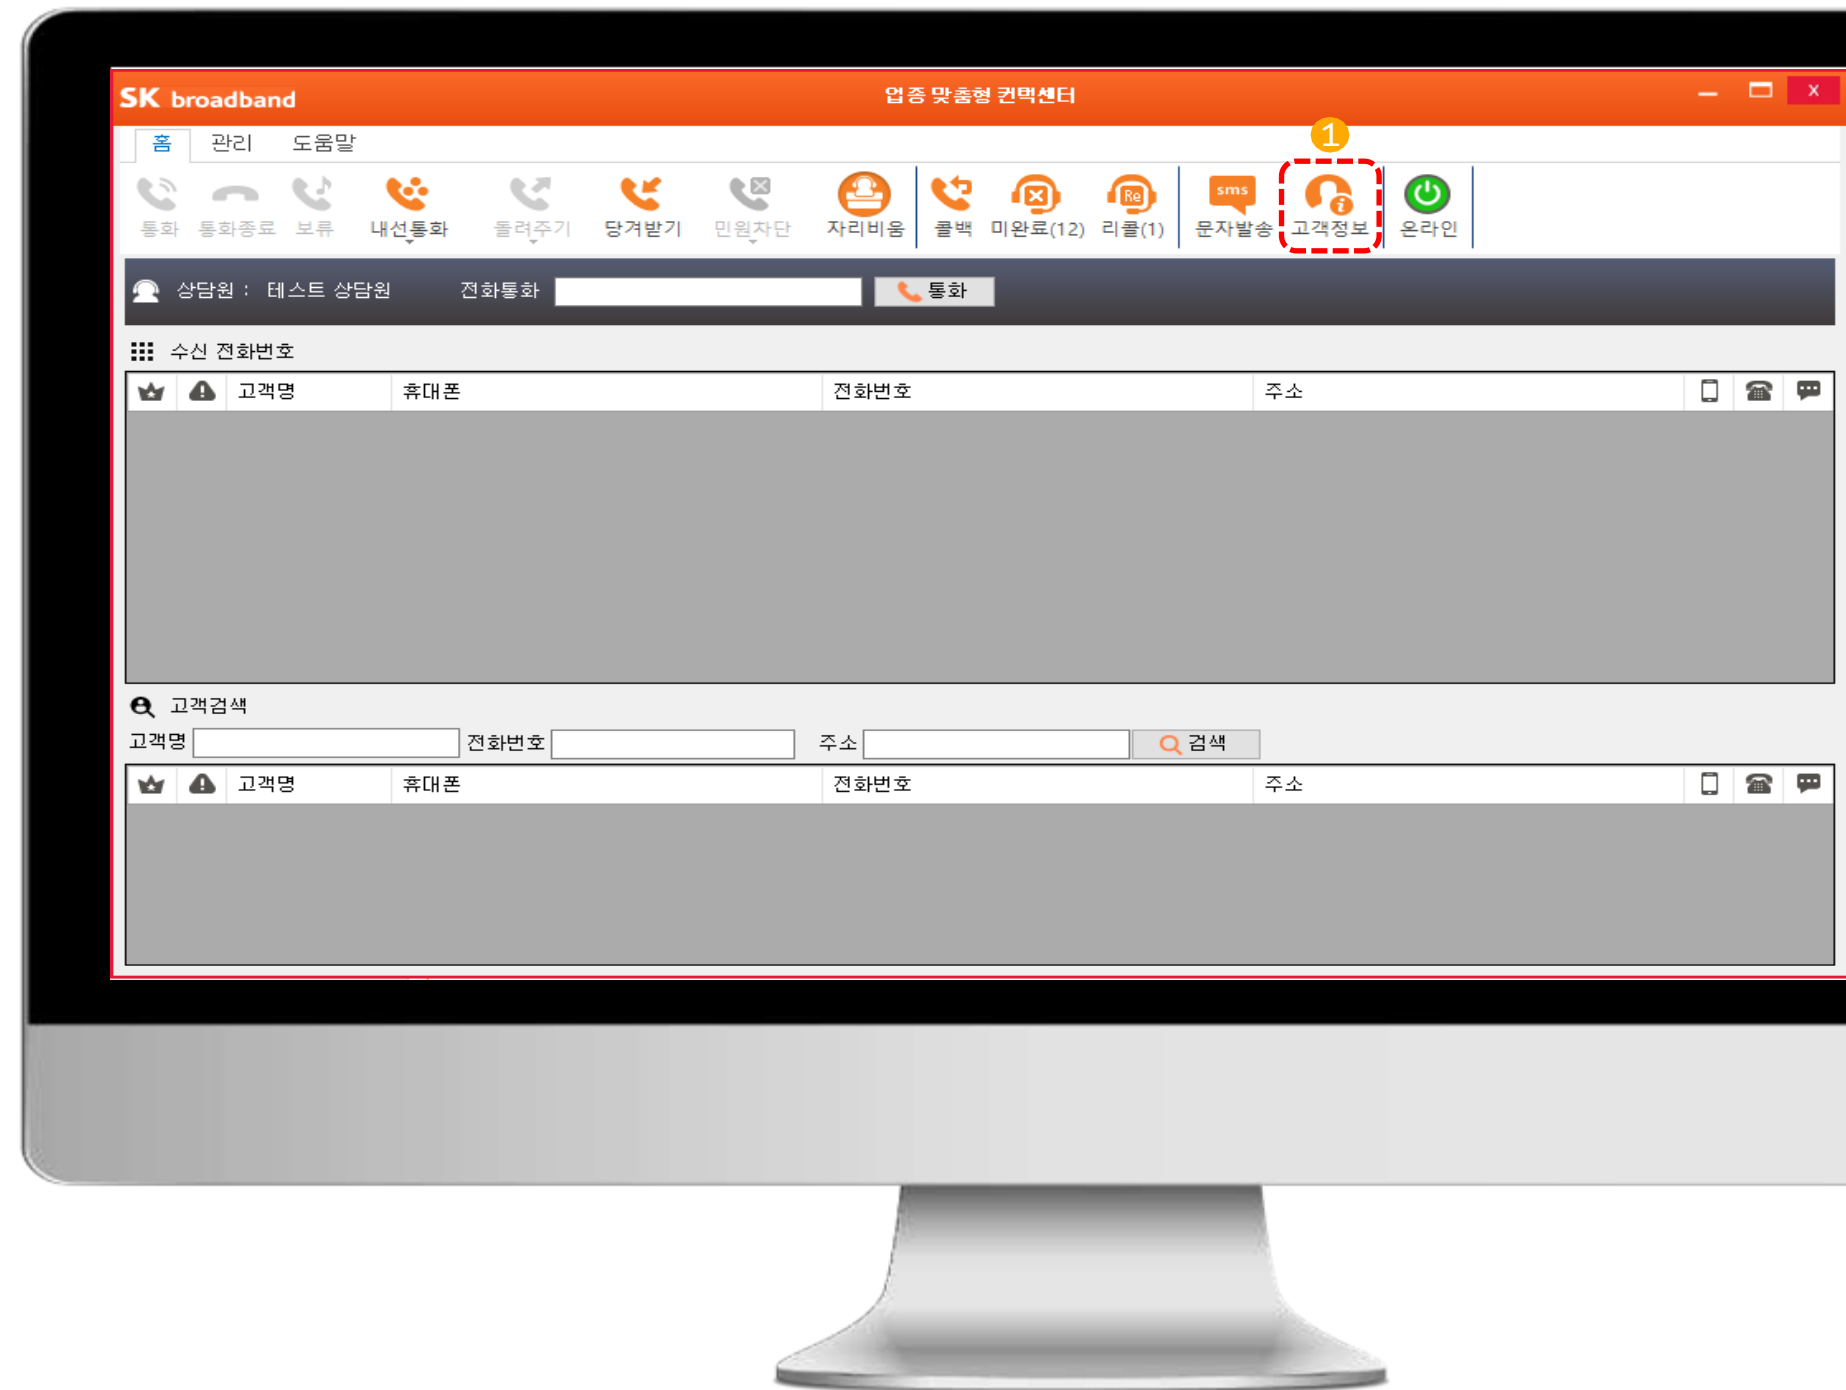 SK broadband 업종 맞춤형 컨택센터 x
홈 관리 도움말 1
sms
Re
통화 통화종료 보류 내선통화 돌려주기 당겨받기 민원차단 자리비움 콜백 미완료(12) 리콜(1) 문자발송 고객정보 온라인
상담원 : 테스트 상담원 전화통화 통화
수신 전화번호
고객명 휴대폰 전화번호 주소
고객검색
고객명 전화번호 주소 검색
고객명 휴대폰 전화번호 주소